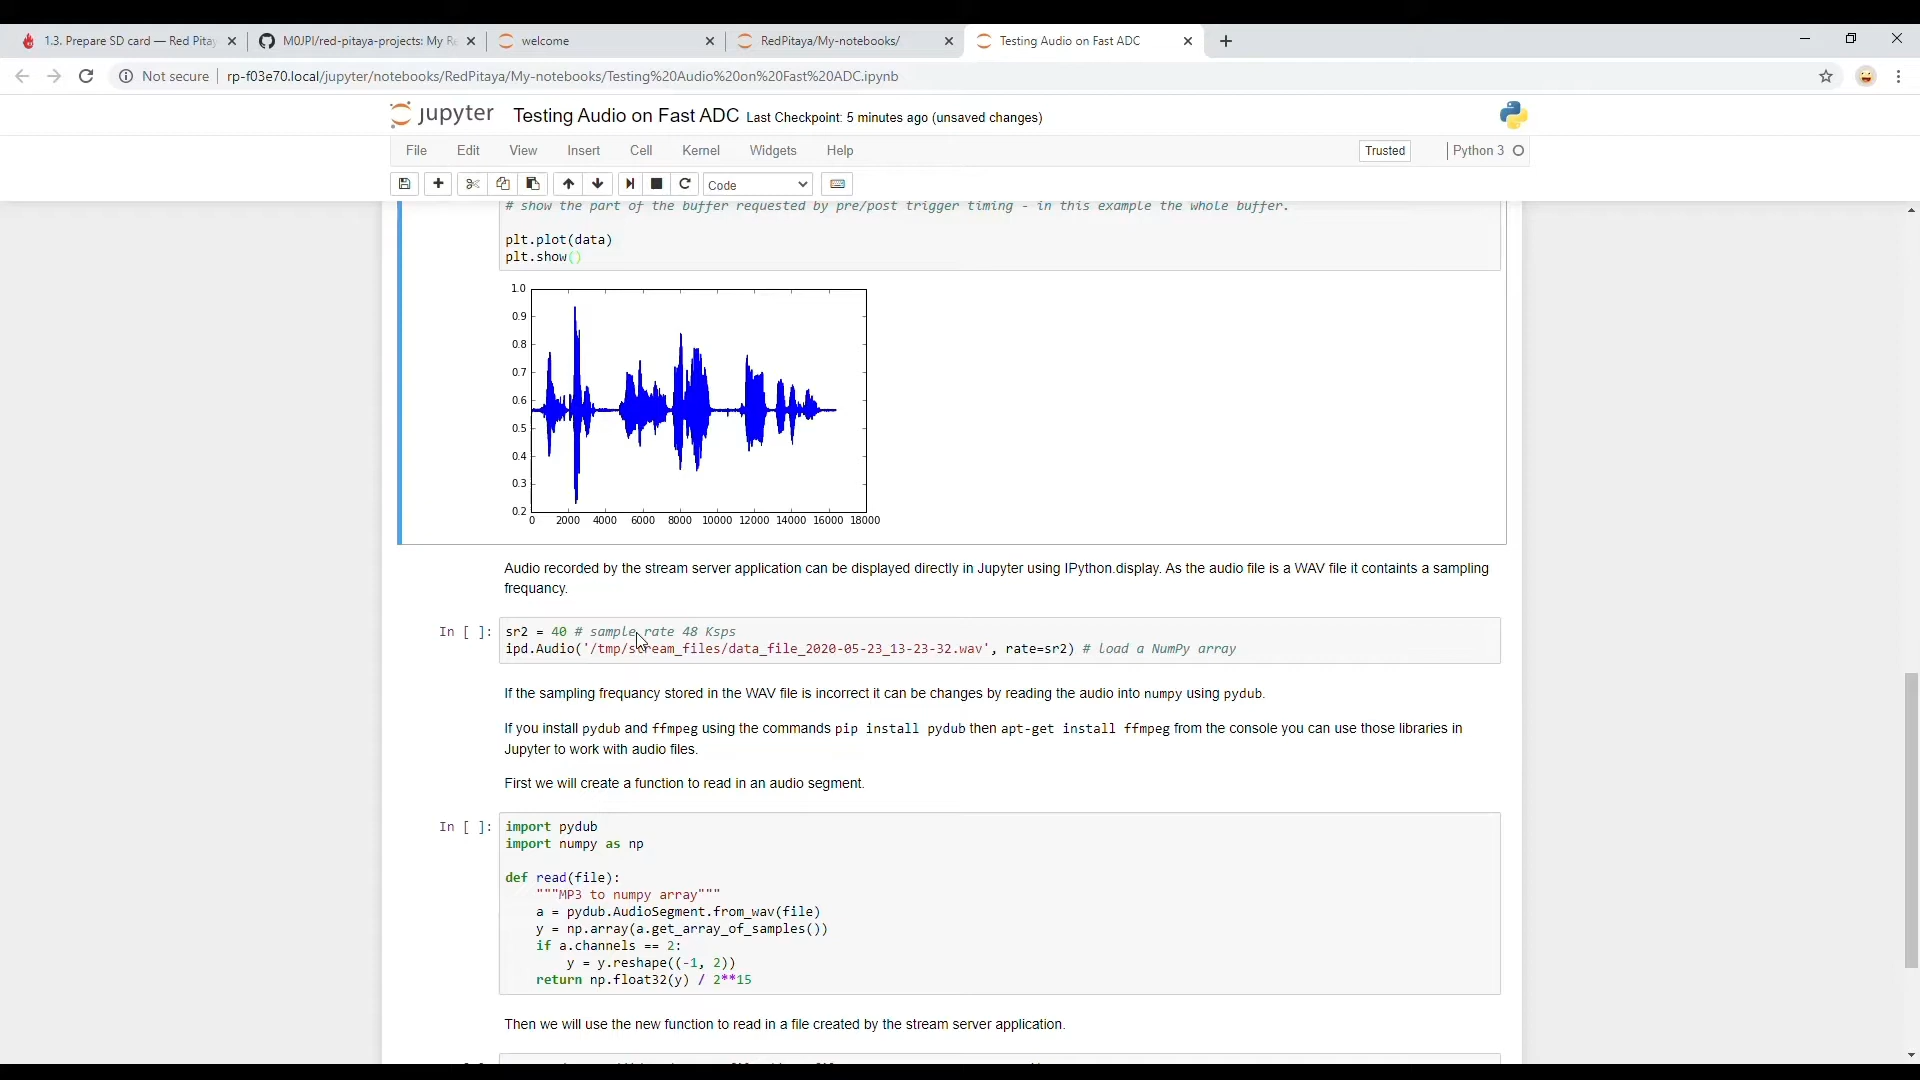 1.3. Prepare SD card — Red Pitay
M0JPI/red-pitaya-projects: My Re
welcome
RedPitaya/My-notebooks/
Testing Audio on Fast ADC
Not secure
rp-f03e70.local/jupyter/notebooks/RedPitaya/My-notebooks/Testing%20Audio%20on%20Fast%20ADC.ipynb
jupyter
Testing Audio on Fast ADC Last Checkpoint: 5 minutes ago (unsaved changes)
File Edit View Insert Cell Kernel Widgets Help
Trusted
Python 3
Code
# show the part of the buffer requested by pre/post trigger timing - in this example the whole buffer.
plt.plot(data)
plt.show()
1.0
0.9
0.8
0.7
0.6
0.5
0.4
0.3
0.2
0 2000 4000 6000 8000 10000 12000 14000 16000 18000
Audio recorded by the stream server application can be displayed directly in Jupyter using IPython.display. As the audio file is a WAV file it containts a sampling
frequancy.
In [ ]:
sr2 = 40 # sample rate 48 Ksps
ipd.Audio('/tmp/stream_files/data_file_2020-05-23_13-23-32.wav', rate=sr2) # load a NumPy array
If the sampling frequancy stored in the WAV file is incorrect it can be changes by reading the audio into numpy using pydub.
If you install pydub and ffmpeg using the commands pip install pydub then apt-get install ffmpeg from the console you can use those libraries in
Jupyter to work with audio files.
First we will create a function to read in an audio segment.
In [ ]:
import pydub
import numpy as np
def read(file):
"""MP3 to numpy array"""
a = pydub.AudioSegment.from_wav(file)
y = np.array(a.get_array_of_samples())
if a.channels == 2:
y = y.reshape((-1, 2))
return np.float32(y) / 2**15
Then we will use the new function to read in a file created by the stream server application.